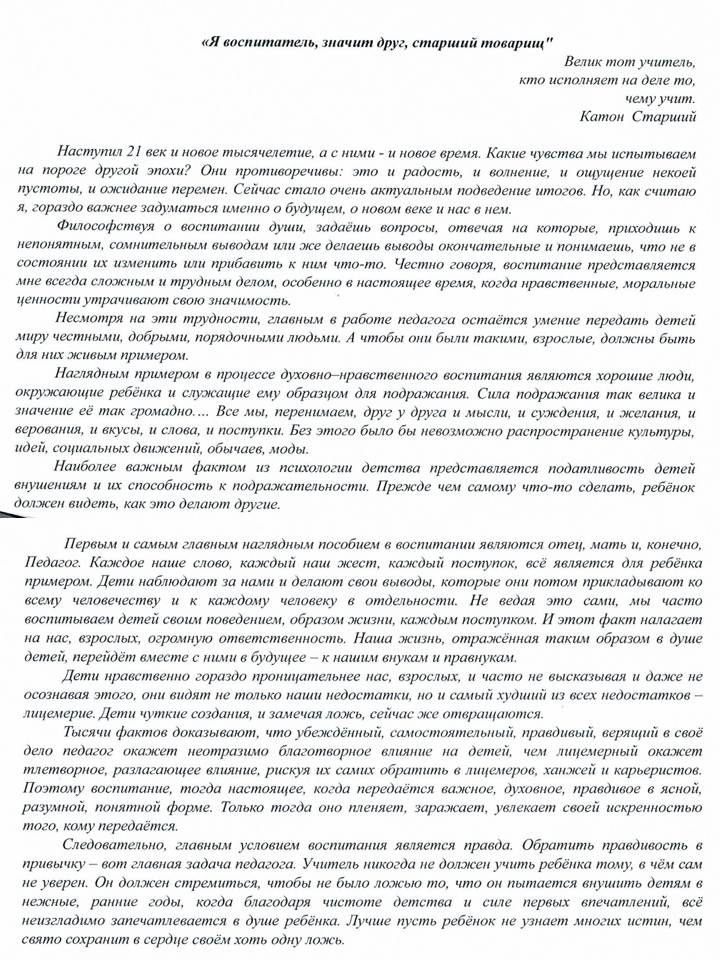 «Я воспитатель, значит друг, старший товарищ"
Велик тот учитель,
кто исполняет на деле то,
чему учит.
Катон Старший
Наступил 21 век и новое тысячелетие, а с ними - и новое время. Какие чувства мы испытываем
на пороге другой эпохи? Они противоречивы: это и радость, и волнение, и ощущение некоей
пустоты, и ожидание перемен. Сейчас стало очень актуальным подведение итогов. Но, как считаю
я, гораздо важнее задуматься именно о будущем, о новом веке и нас в нем.
Философствуя о воспитании души, задаёшь вопросы, отвечая на которые, приходишь к
непонятным, сомнительным выводам или же делаешь выводы окончательные и понимаешь, что не в
состоянии их изменить или прибавить к ним что-то. Честно говоря, воспитание представляется
мне всегда сложным и трудным делом, особенно в настоящее время, когда нравственные, моральные
ценности утрачивают свою значимость.
Несмотря на эти трудности, главным в работе педагога остаётся умение передать детей
миру честными, добрыми, порядочными людьми. А чтобы они были такими, взрослые, должны быть
для них живым примером.
Наглядным примером в процессе духовно–нравственного воспитания являются хорошие люди,
окружающие ребёнка и служащие ему образцом для подражания. Сила подражания так велика и
значение её так громадно.… Все мы, перенимаем, друг у друга и мысли, и суждения, и желания, и
верования, и вкусы, и слова, и поступки. Без этого было бы невозможно распространение культуры,
идей, социальных движений, обычаев, моды.
Наиболее важным фактом из психологии детства представляется податливость детей
внушениям и их способность к подражательности. Прежде чем самому что-то сделать, ребёнок
должен видеть, как это делают другие.
Первым и самым главным наглядным пособием в воспитании являются отец, мать и, конечно,
Педагог. Каждое наше слово, каждый наш жест, каждый поступок, всё является для ребёнка
примером. Дети наблюдают за нами и делают свои выводы, которые они потом прикладывают ко
всему человечеству и к каждому человеку в отдельности. Не ведая это сами, мы часто
воспитываем детей своим поведением, образом жизни, каждым поступком. И этот факт налагает
на нас, взрослых, огромную ответственность. Наша жизнь, отражённая таким образом в душе
детей, перейдёт вместе с ними в будущее – к нашим внукам и правнукам.
Дети нравственно гораздо проницательнее нас, взрослых, и часто не высказывая и даже не
осознавая этого, они видят не только наши недостатки, но и самый худший из всех недостатков –
лицемерие. Дети чуткие создания, и замечая ложь, сейчас же отвращаются.
Тысячи фактов доказывают, что убеждённый, самостоятельный, правдивый, верящий в своё
дело педагог окажет неотразимо благотворное влияние на детей, чем лицемерный окажет
тлетворное, разлагающее влияние, рискуя их самих обратить в лицемеров, ханжей и карьеристов.
Поэтому воспитание, тогда настоящее, когда передаётся важное, духовное, правдивое в ясной,
разумной, понятной форме. Только тогда оно пленяет, заражает, увлекает своей искренностью
того, кому передаётся.
Следовательно, главным условием воспитания является правда. Обратить правдивость в
привычку – вот главная задача педагога. Учитель никогда не должен учить ребёнка тому, в чём сам
не уверен. Он должен стремиться, чтобы не было ложью то, что он пытается внушить детям в
нежные, ранние годы, когда благодаря чистоте детства и силе первых впечатлений, всё
неизгладимо запечатлевается в душе ребёнка. Лучше пусть ребёнок не узнает многих истин, чем
свято сохранит в сердце своём хоть одну ложь.